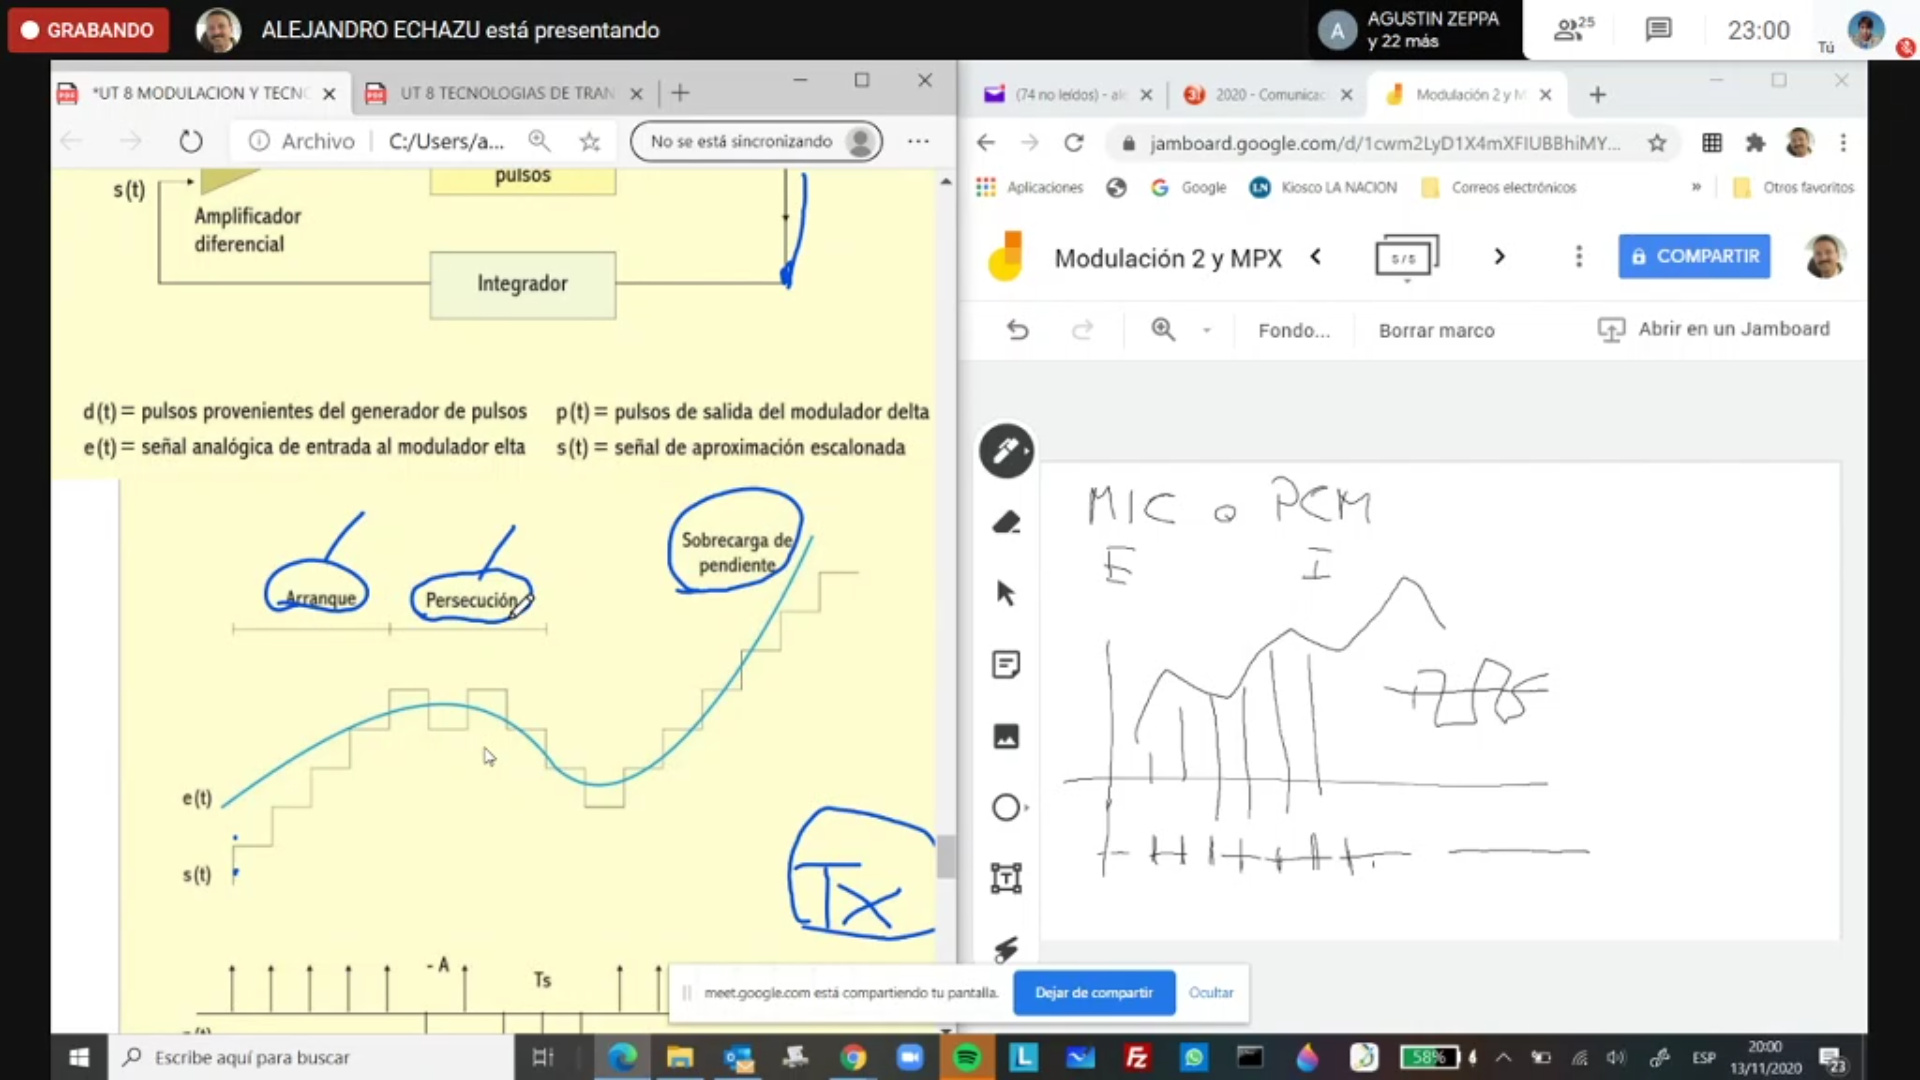 GRABANDO
ALEJANDRO ECHAZU está presentando
A
AGUSTIN ZEPPA
y 22 más
25
23:00
Tú
*UT 8 MODULACION Y TECNO
UT 8 TECNOLOGIAS DE TRAN
Archivo
C:/Users/a...
No se está sincronizando
s(t)
pulsos
Amplificador
diferencial
Integrador
d(t) = pulsos provenientes del generador de pulsos
p(t) = pulsos de salida del modulador delta
e(t) = señal analógica de entrada al modulador elta
s(t) = señal de aproximación escalonada
Arranque
Persecución
Sobrecarga de
pendiente
e(t)
s(t)
Tx
- A
Ts
(74 no leídos) - ale
2020 - Comunicac
Modulación 2 y M
jamboard.google.com/d/1cwm2LyD1X4mXFIUBBhiMY...
Aplicaciones
Google
LN
Kiosco LA NACION
Correos electrónicos
»
Otros favoritos
Modulación 2 y MPX
5 / 5
COMPARTIR
Fondo...
Borrar marco
Abrir en un Jamboard
MIC o PCM
E I
meet.google.com está compartiendo tu pantalla.
Dejar de compartir
Ocultar
Escribe aquí para buscar
58%
ESP
20:00
13/11/2020
23